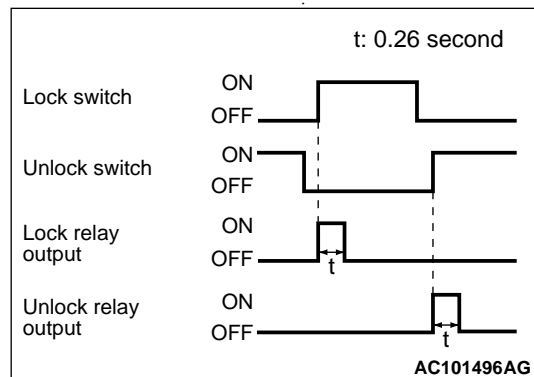 t: 0.26 second
Lock switch
ON
OFF
Unlock switch
ON
OFF
Lock relay
output
ON
OFF
t
Unlock relay
output
ON
OFF
t
AC101496AG